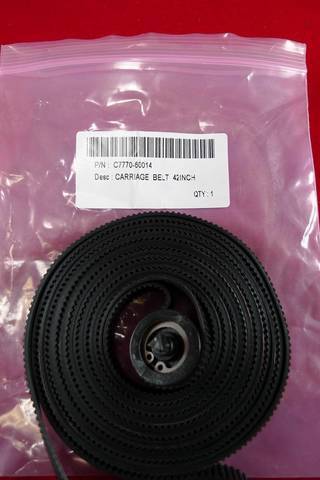 P/N : C7770-60014
Desc : CARRIAGE BELT 42INCH
QTY : 1